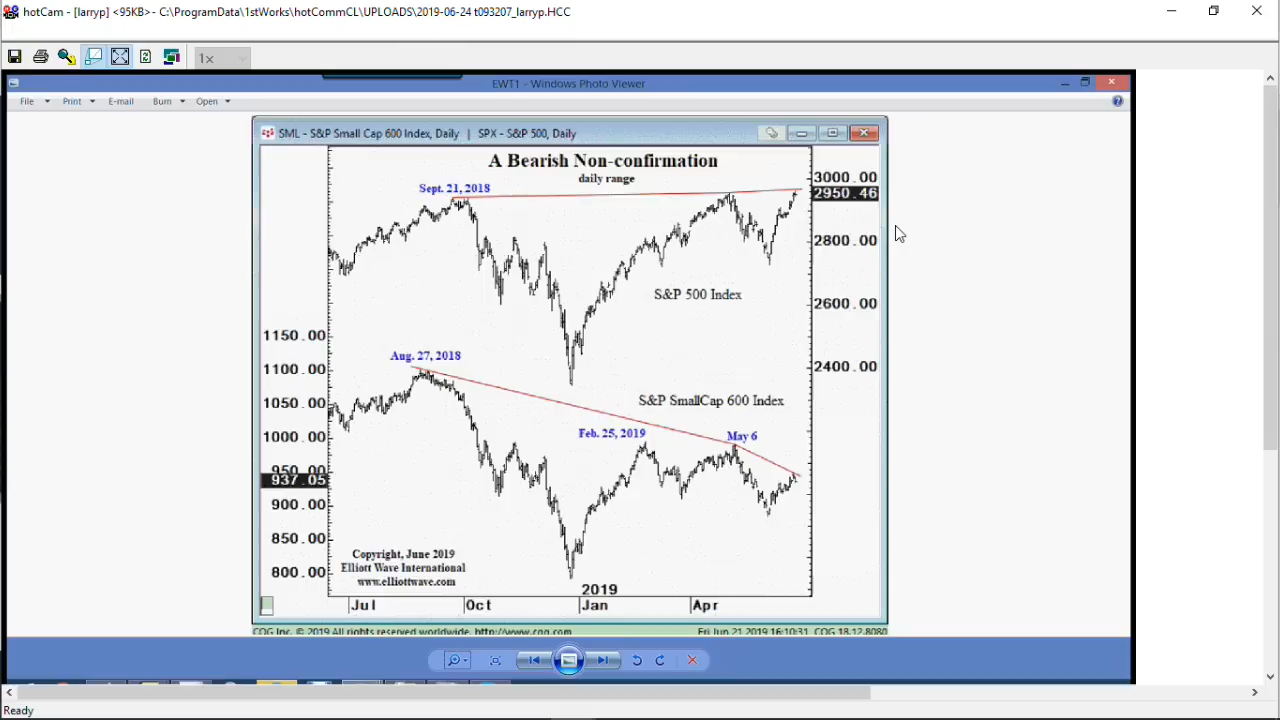 hotCam - [larryp] <95KB>- C:\ProgramData\1stWorks\hotCommCL\UPLOADS\2019-06-24 t093207_larryp.HCC
1x
EWT1 - Windows Photo Viewer
File Print E-mail Burn Open
SML - S&P Small Cap 600 Index, Daily | SPX - S&P 500, Daily
A Bearish Non-confirmation
daily range
Sept. 21, 2018
3000.00
2950.46
2800.00
S&P 500 Index
2600.00
1150.00
Aug. 27, 2018
2400.00
1100.00
1050.00
S&P SmallCap 600 Index
1000.00
Feb. 25, 2019
May 6
950.00
937.05
900.00
850.00
800.00
Copyright, June 2019
Elliott Wave International
www.elliottwave.com
2019
Jul Oct Jan Apr
CQG Inc. © 2019 All rights reserved worldwide. http://www.cqg.com
Fri Jun 21 2019 16:10:31, CQG 18.12.8080
Ready